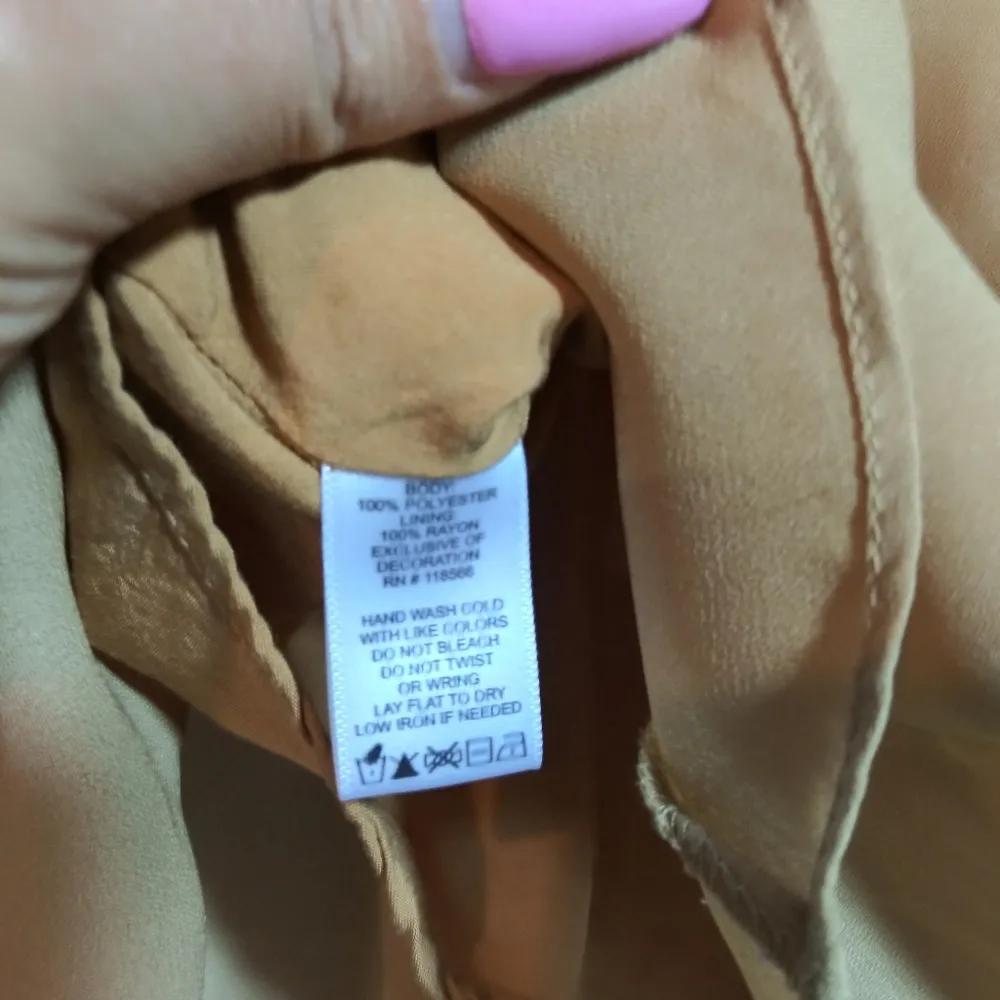 BODY:
100% POLYESTER
LINING:
100% RAYON
EXCLUSIVE OF
DECORATION
RN # 118566
HAND WASH COLD
WITH LIKE COLORS
DO NOT BLEACH
DO NOT TWIST
OR WRING
LAY FLAT TO DRY
LOW IRON IF NEEDED